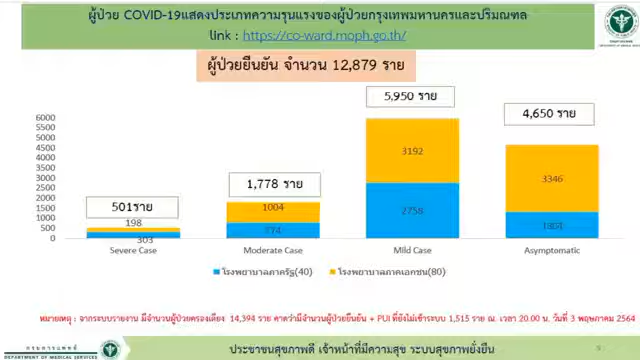 ผู้ป่วย COVID-19แสดงประเภทความรุนแรงของผู้ป่วยกรุงเทพมหานครและปริมณฑล
link : https://co-ward.moph.go.th/
ผู้ป่วยยืนยัน จำนวน 12,879 ราย
5,950 ราย
4,650 ราย
1,778 ราย
501ราย
6000
5500
5000
4500
4000
3500
3000
2500
2000
1500
1000
500
0
198
303
1004
774
3192
2758
3346
Severe Case
Moderate Case
Mild Case
Asymptomatic
โรงพยาบาลภาครัฐ(40)
โรงพยาบาลภาคเอกชน(80)
หมายเหตุ : จากระบบรายงาน มีจำนวนผู้ป่วยครองเตียง 14,394 ราย คาดว่ามีจำนวนผู้ป่วยยืนยัน + PUI ที่ยังไม่เข้าระบบ 1,515 ราย ณ. เวลา 20.00 น. วันที่ 3 พฤษภาคม 2564
กรมการแพทย์
DEPARTMENT OF MEDICAL SERVICES
ประชาชนสุขภาพดี เจ้าหน้าที่มีความสุข ระบบสุขภาพยั่งยืน